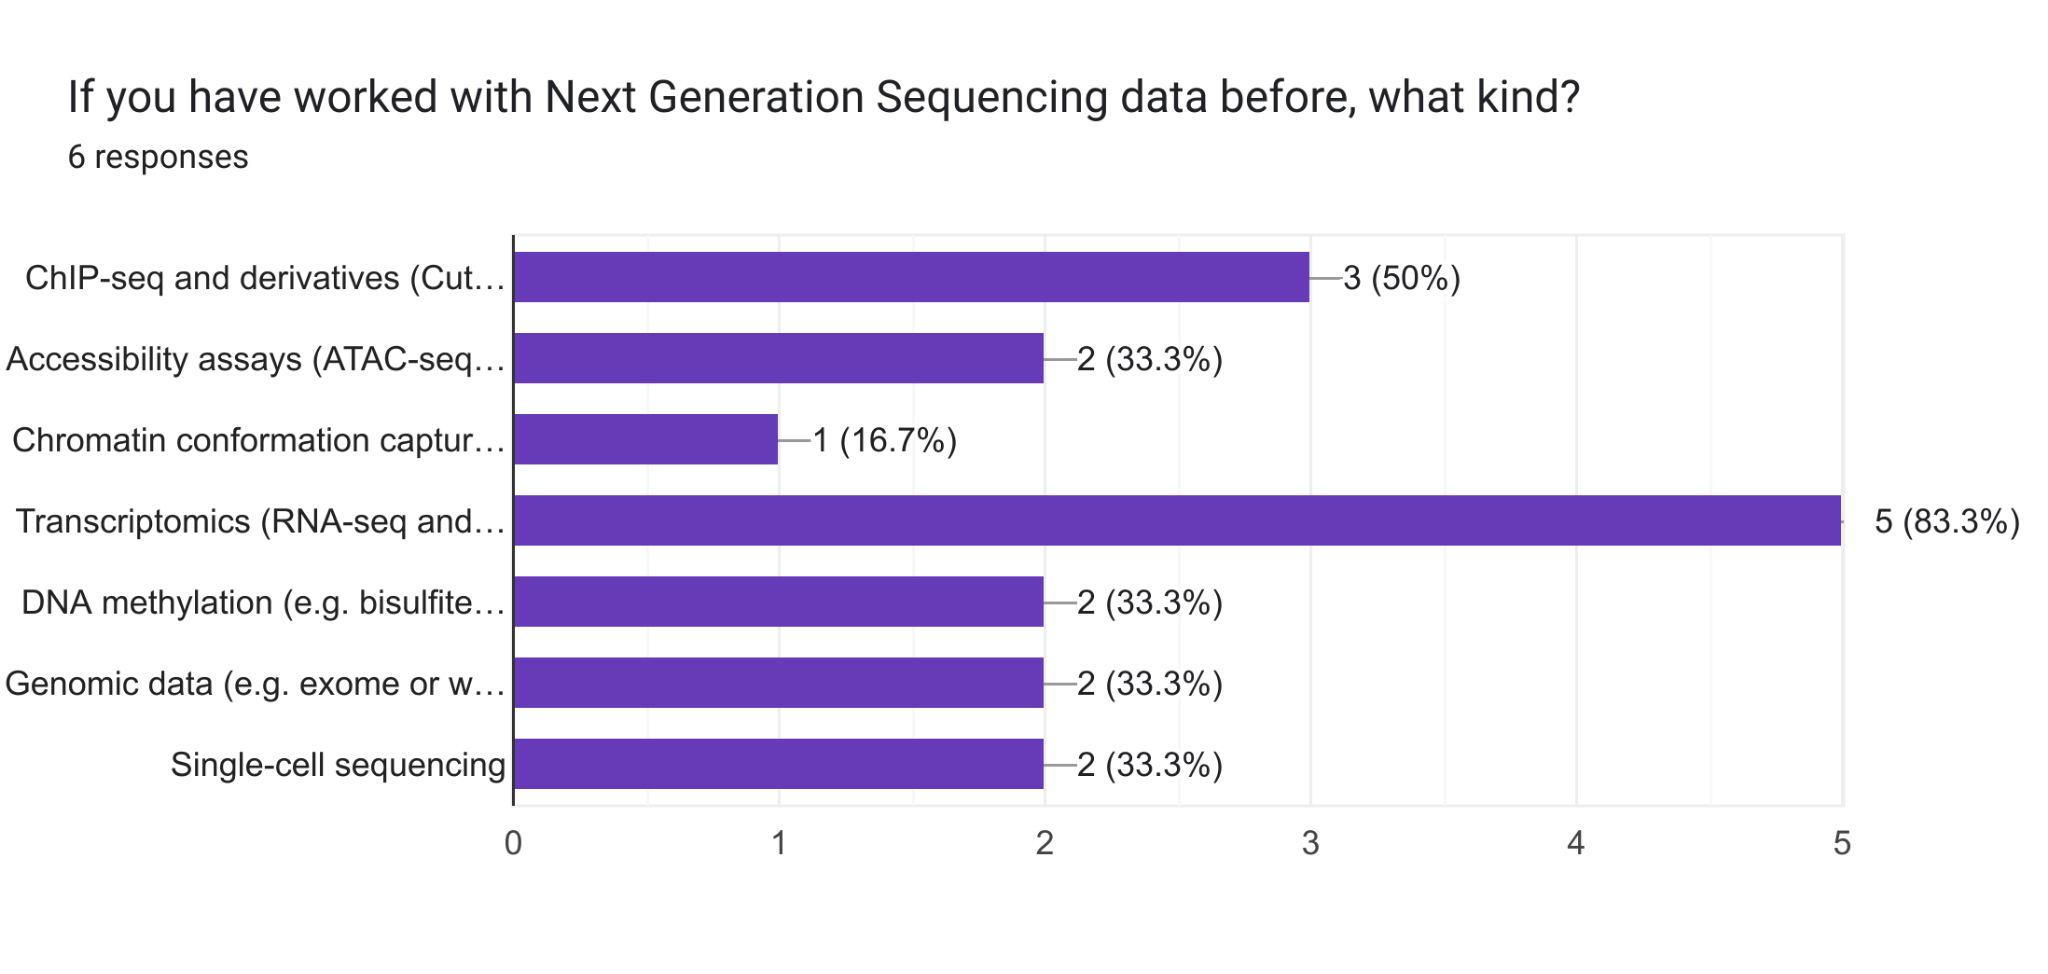 If you have worked with Next Generation Sequencing data before, what kind?
6 responses
ChIP-seq and derivatives (Cut…
3 (50%)
Accessibility assays (ATAC-seq…
2 (33.3%)
Chromatin conformation captur…
1 (16.7%)
Transcriptomics (RNA-seq and…
5 (83.3%)
DNA methylation (e.g. bisulfite…
2 (33.3%)
Genomic data (e.g. exome or w…
2 (33.3%)
Single-cell sequencing
2 (33.3%)
0 1 2 3 4 5